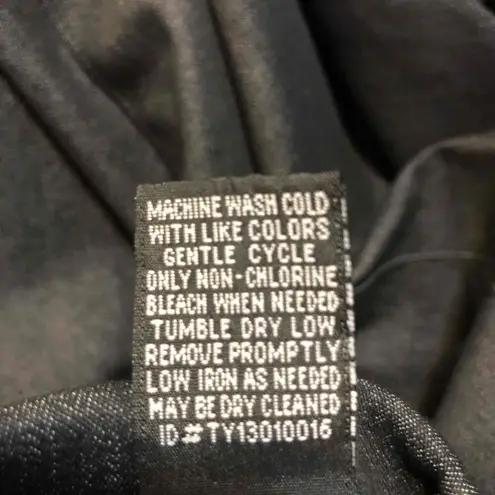 MACHINE WASH COLD
WITH LIKE COLORS
GENTLE CYCLE
ONLY NON-CHLORINE
BLEACH WHEN NEEDED
TUMBLE DRY LOW
REMOVE PROMPTLY
LOW IRON AS NEEDED
MAY BE DRY CLEANED
ID#TY13010016